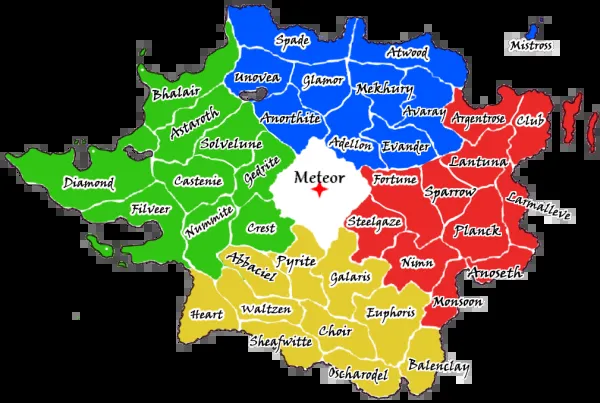 Spade
Atwood
Mistross
Unovea
Glamor
Mekhury
Bhalair
Avaray
Astaroth
Anorthite
Argentrose
Club
Solvelune
Adellon
Evander
Lantuna
Gedrite
Meteor
Fortune
Diamond
Castenie
Sparrow
Larmalleve
Filveer
Nummite
Crest
Steelgaze
Planck
Abbaciel
Pyrite
Nimn
Galaris
Anoseth
Heart
Waltzen
Euphoris
Monsoon
Choir
Sheafwitte
Oscharodel
Balenclay